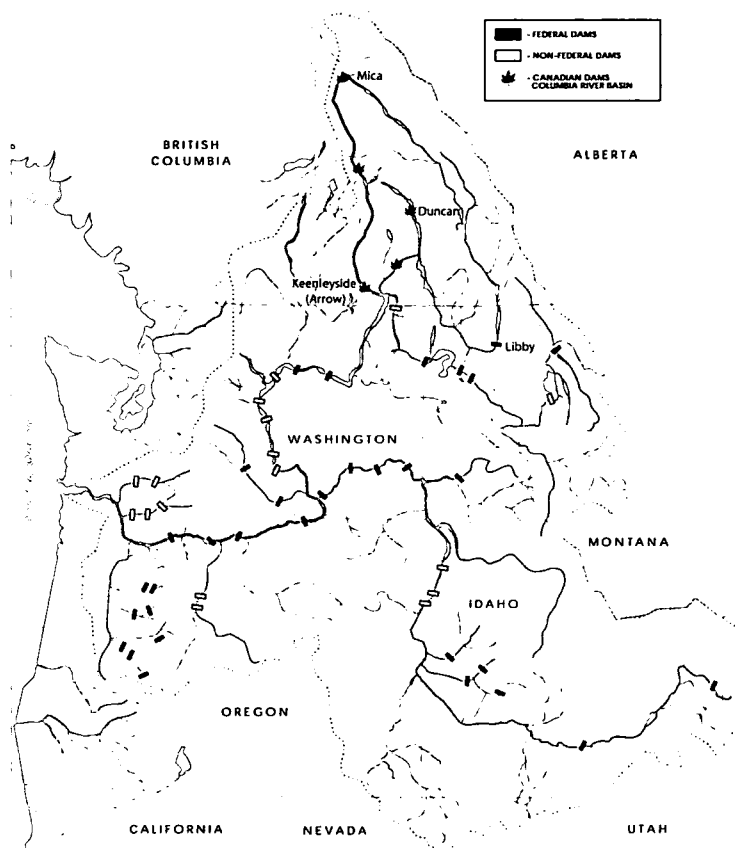 - FEDERAL DAMS
- NON-FEDERAL DAMS
- CANADIAN DAMS
COLUMBIA RIVER BASIN
Mica
BRITISH
COLUMBIA
ALBERTA
Duncan
Keenleyside
(Arrow)
Libby
WASHINGTON
MONTANA
IDAHO
OREGON
CALIFORNIA
NEVADA
UTAH